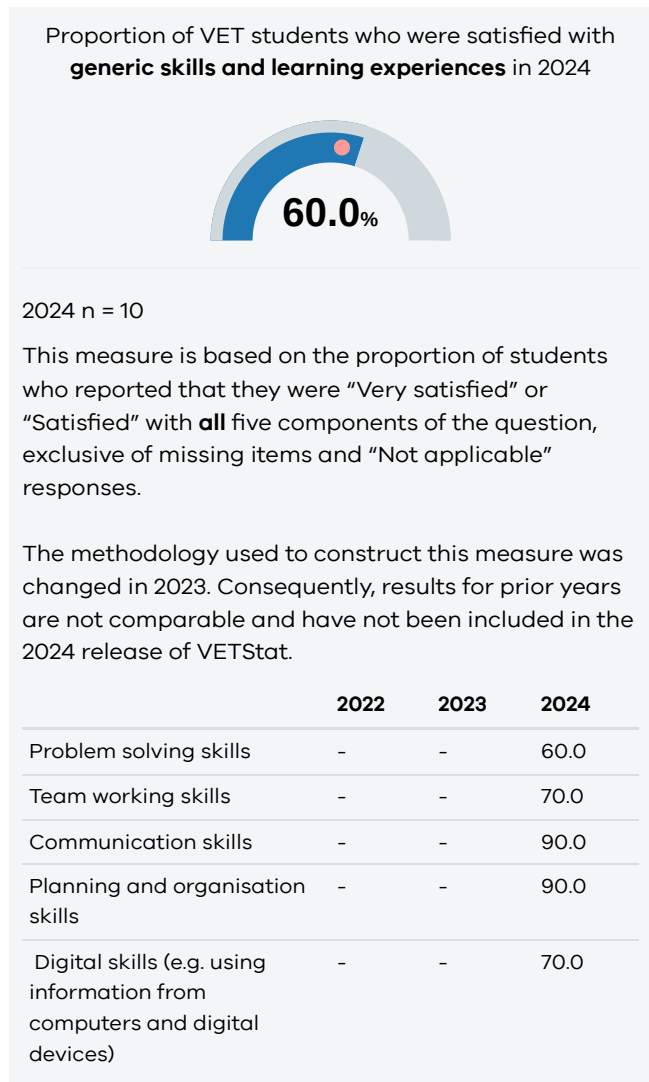 Proportion of VET students who were satisfied with
generic skills and learning experiences in 2024
60.0%
2024 n = 10
This measure is based on the proportion of students
who reported that they were “Very satisfied” or
“Satisfied” with all five components of the question,
exclusive of missing items and “Not applicable”
responses.
The methodology used to construct this measure was
changed in 2023. Consequently, results for prior years
are not comparable and have not been included in the
2024 release of VETStat.
2022 2023 2024
Problem solving skills - - 60.0
Team working skills - - 70.0
Communication skills - - 90.0
Planning and organisation - - 90.0
skills
Digital skills (e.g. using - - 70.0
information from
computers and digital
devices)